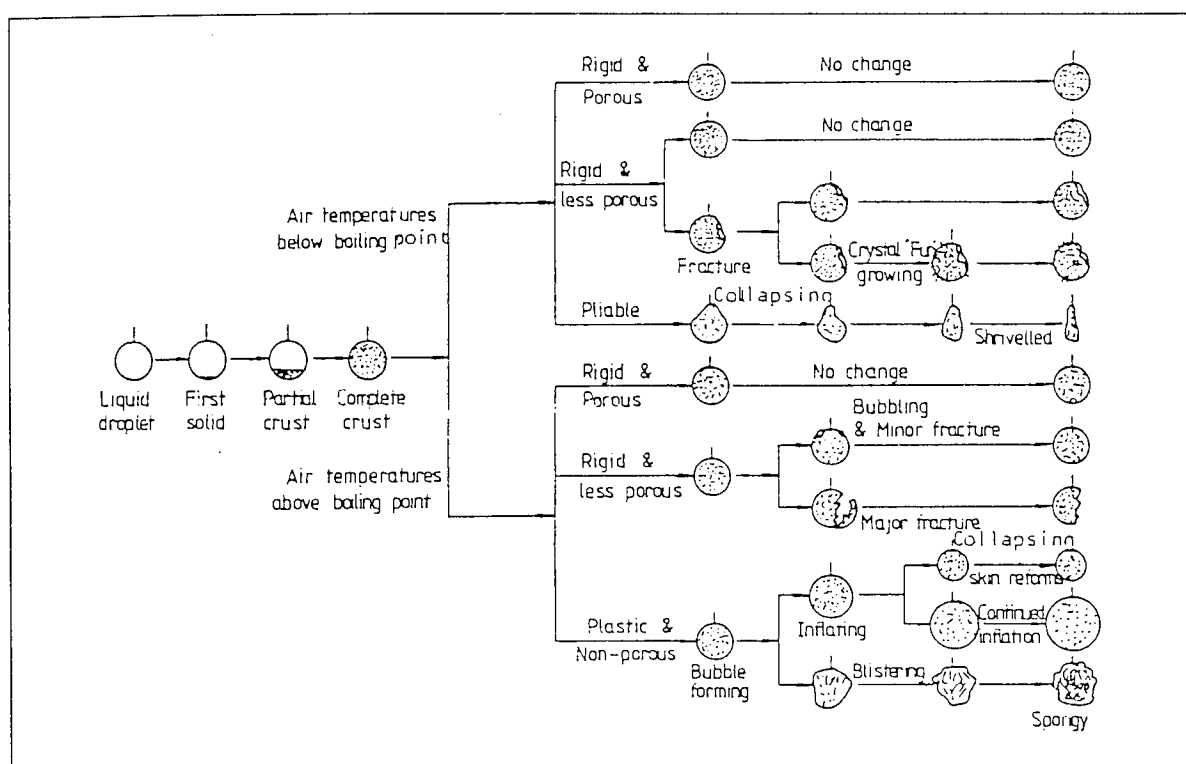 Rigid &
Porous
No change
No change
Rigid &
less porous
Air temperatures
below boiling point
Fracture
Crystal "Fur"
growing
Collapsing
Pliable
Shrivelled
Liquid
droplet
First
solid
Partial
crust
Complete
crust
Rigid &
Porous
No change
Bubbling
& Minor fracture
Air temperatures
above boiling point
Rigid &
less porous
Major fracture
Collapsing
skin reforms
Plastic &
Non-porous
Inflating
Continued
inflation
Bubble
forming
Blistering
Spongy